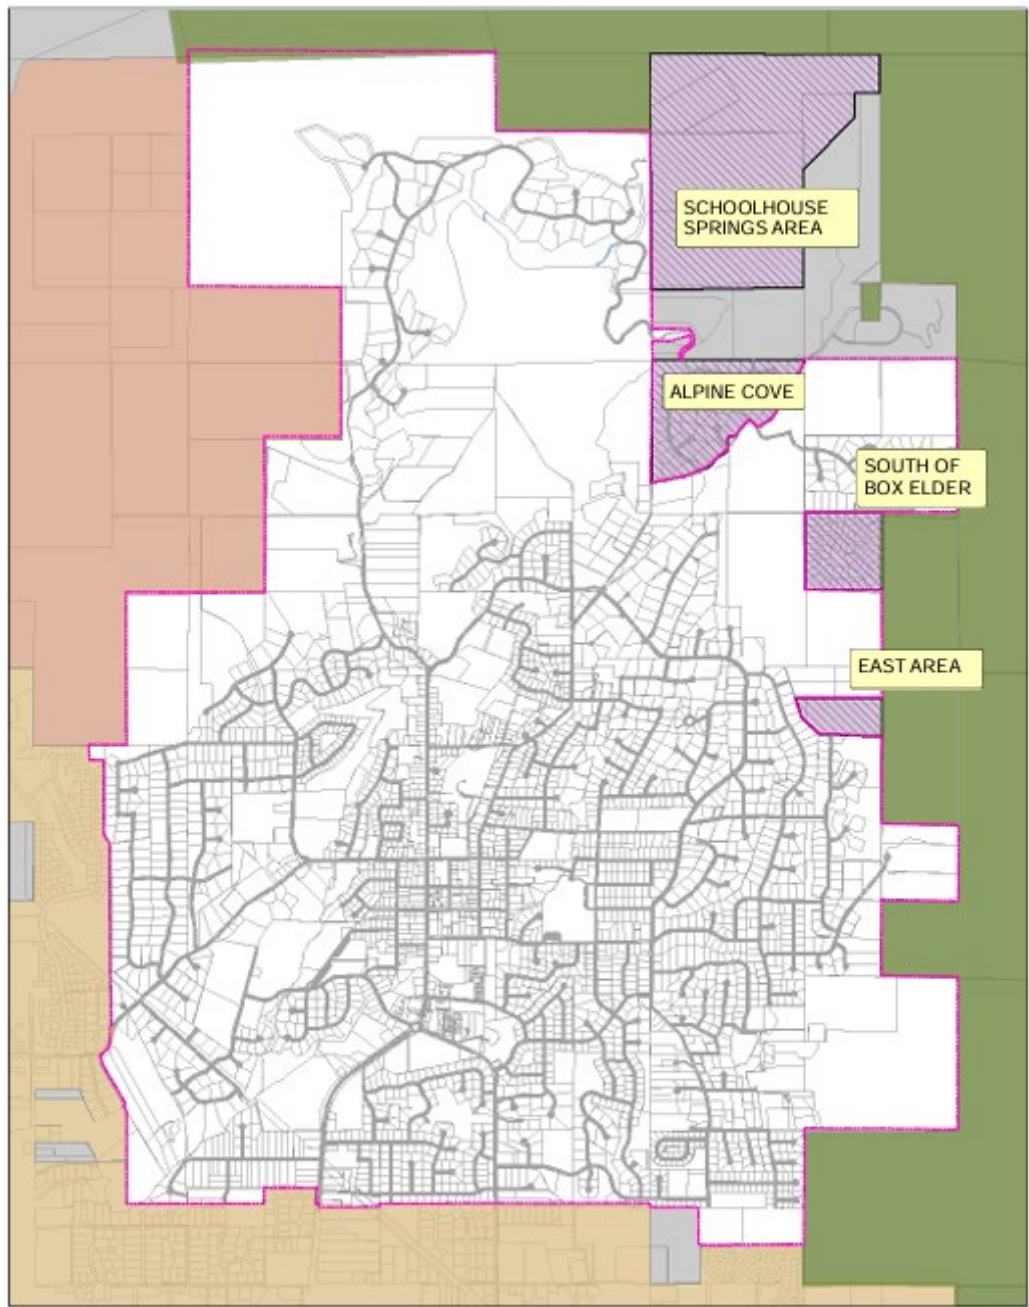 SCHOOLHOUSE
SPRINGS AREA
ALPINE COVE
SOUTH OF
BOX ELDER
EAST AREA